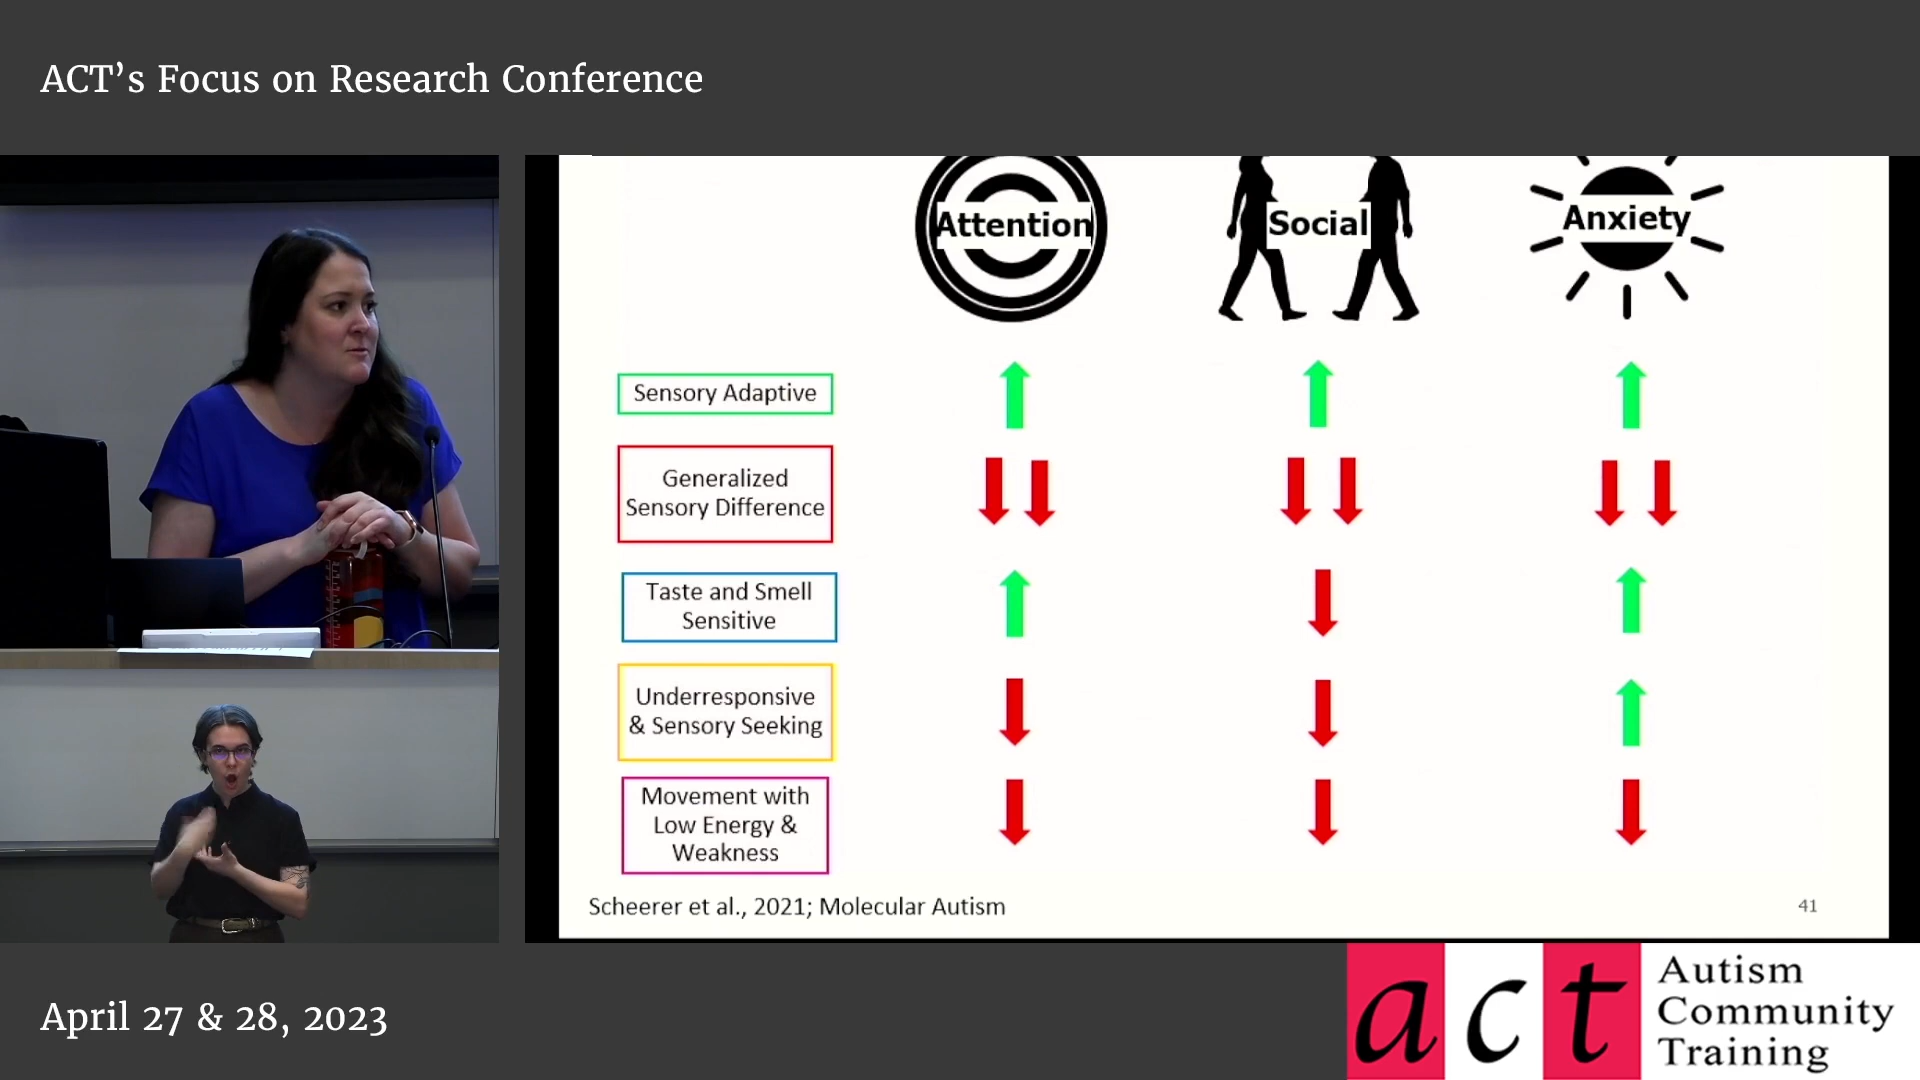 ACT's Focus on Research Conference
Attention
Social
Anxiety
Sensory Adaptive
Generalized
Sensory Difference
Taste and Smell
Sensitive
Underresponsive
& Sensory Seeking
Movement with
Low Energy &
Weakness
Scheerer et al., 2021; Molecular Autism
41
April 27 & 28, 2023
act
Autism
Community
Training